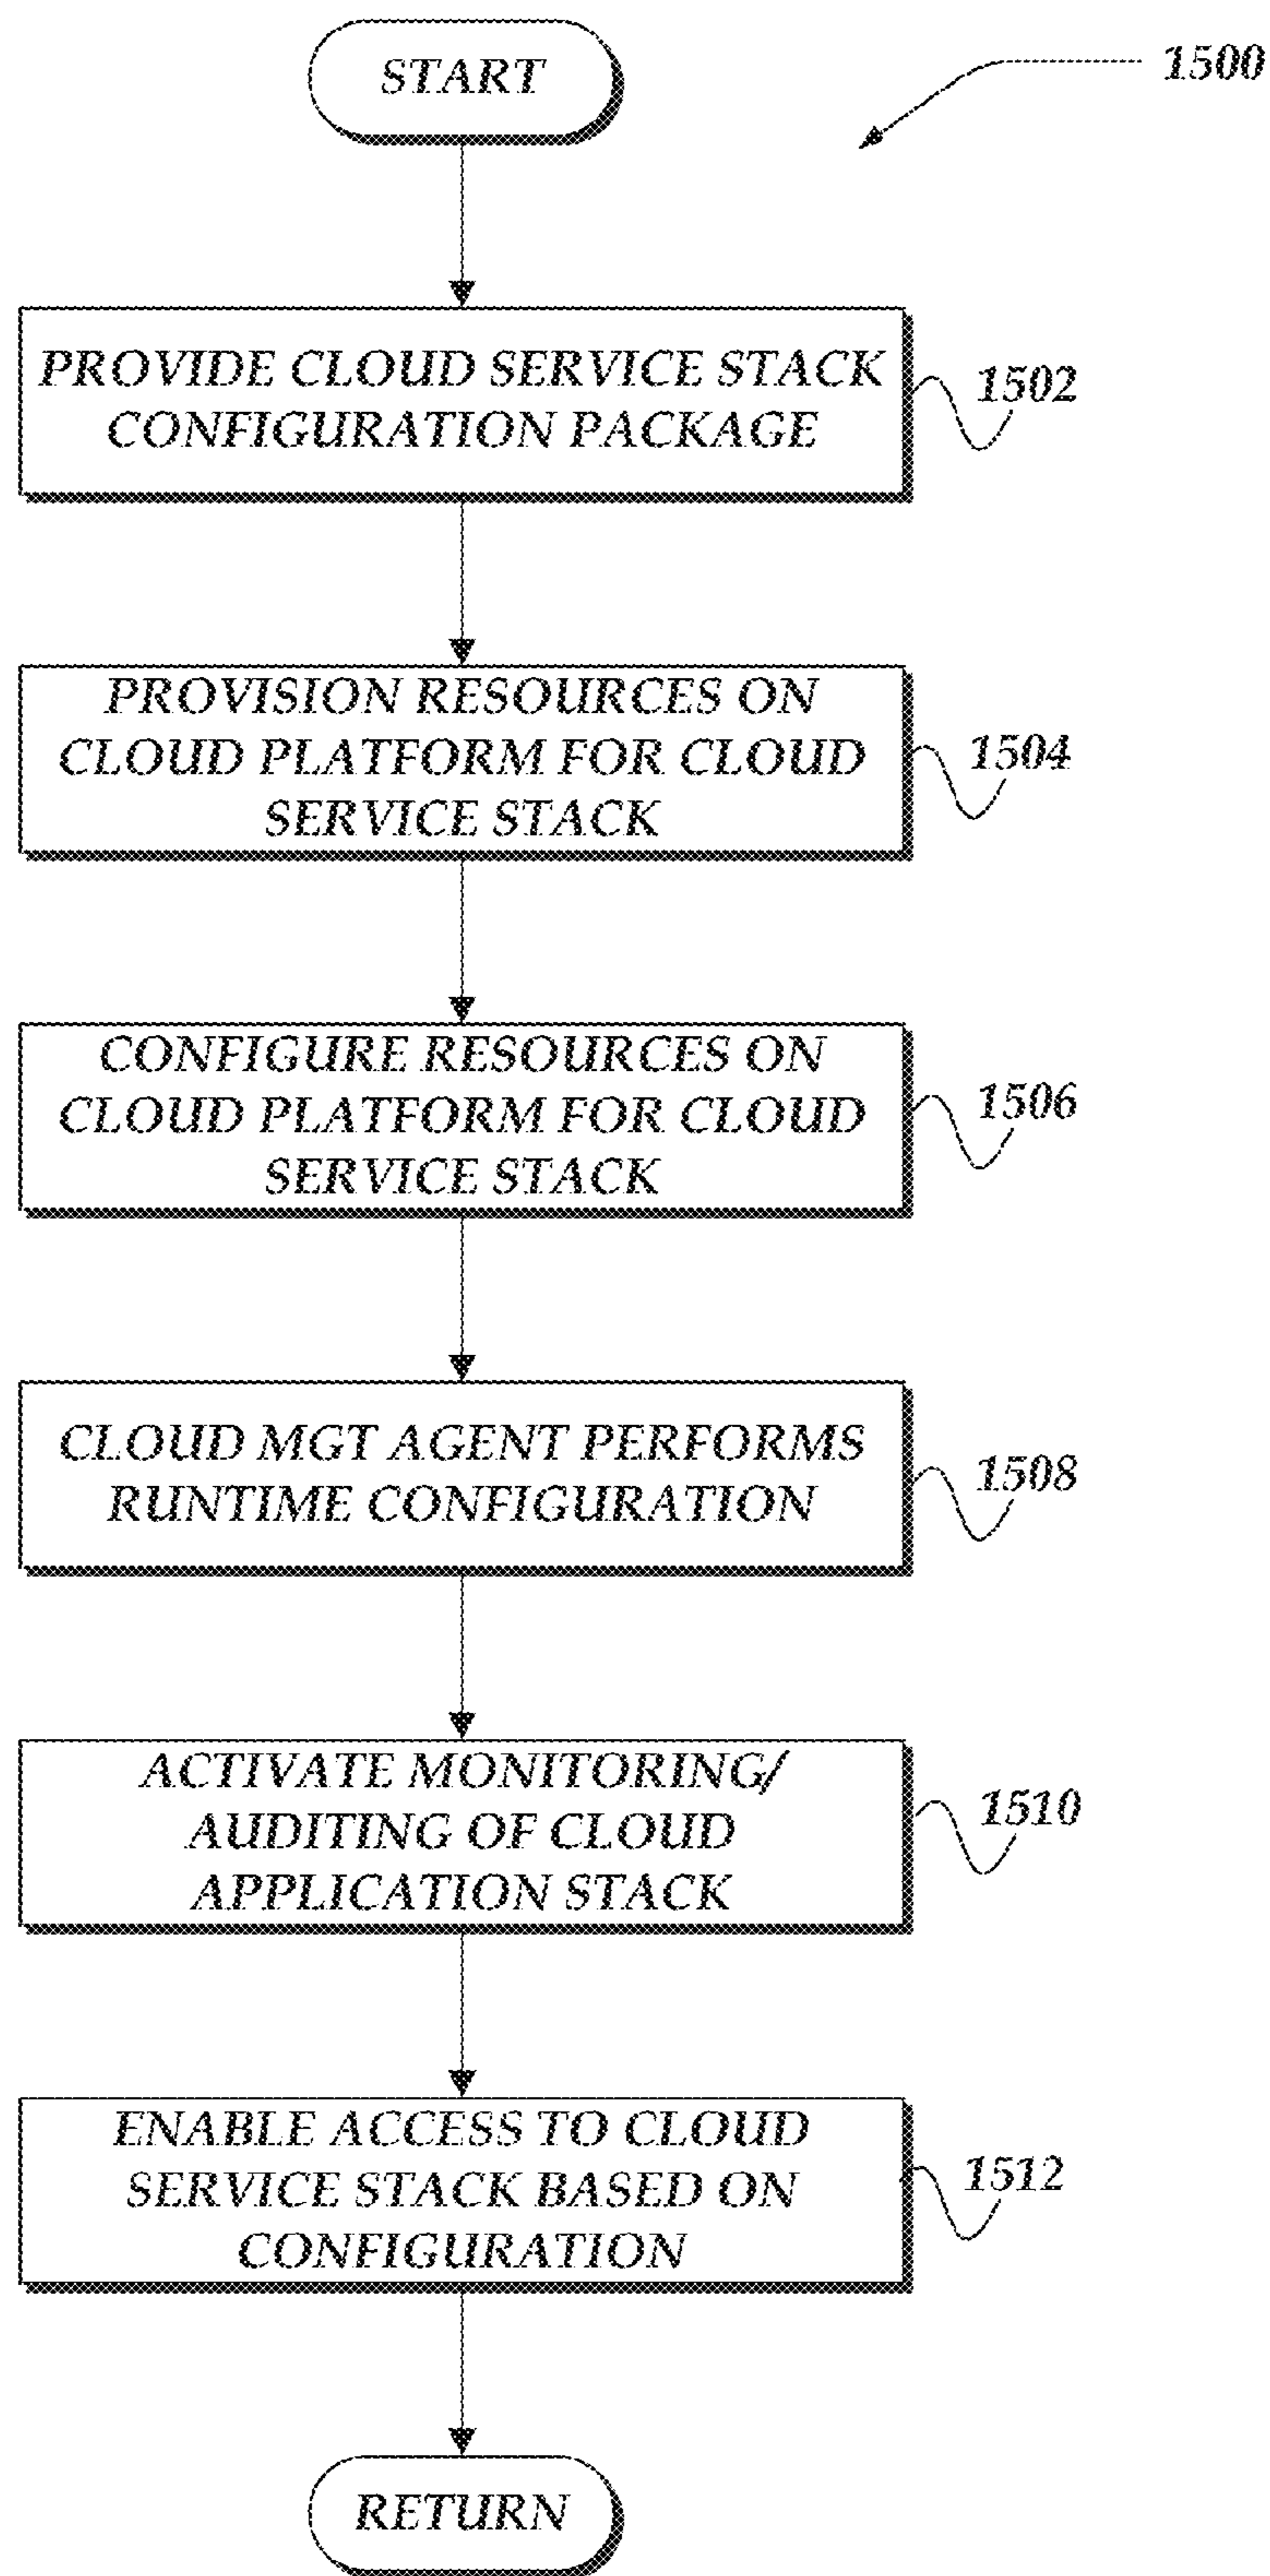 START
1500
PROVIDE CLOUD SERVICE STACK
CONFIGURATION PACKAGE
1502
PROVISION RESOURCES ON
CLOUD PLATFORM FOR CLOUD
SERVICE STACK
1504
CONFIGURE RESOURCES ON
CLOUD PLATFORM FOR CLOUD
SERVICE STACK
1506
CLOUD MGT AGENT PERFORMS
RUNTIME CONFIGURATION
1508
ACTIVATE MONITORING/
AUDITING OF CLOUD
APPLICATION STACK
1510
ENABLE ACCESS TO CLOUD
SERVICE STACK BASED ON
CONFIGURATION
1512
RETURN